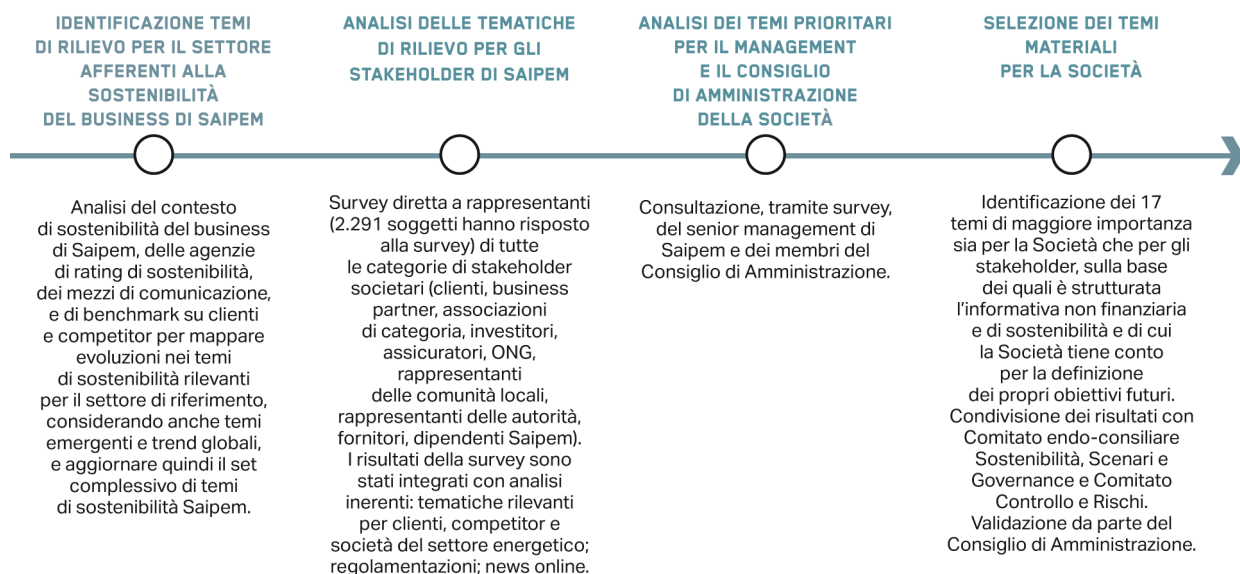 IDENTIFICAZIONE TEMI
DI RILIEVO PER IL SETTORE
AFFERENTI ALLA
SOSTENIBILITÀ
DEL BUSINESS DI SAIPEM
Analisi del contesto
di sostenibilità del business
di Saipem, delle agenzie
di rating di sostenibilità,
dei mezzi di comunicazione,
e di benchmark su clienti
e competitor per mappare
evoluzioni nei temi
di sostenibilità rilevanti
per il settore di riferimento,
considerando anche temi
emergenti e trend globali,
e aggiornare quindi il set
complessivo di temi
di sostenibilità Saipem.
ANALISI DELLE TEMATICHE
DI RILIEVO PER GLI
STAKEHOLDER DI SAIPEM
Survey diretta a rappresentanti
(2.291 soggetti hanno risposto
alla survey) di tutte
le categorie di stakeholder
societari (clienti, business
partner, associazioni
di categoria, investitori,
assicuratori, ONG,
rappresentanti
delle comunità locali,
rappresentanti delle autorità,
fornitori, dipendenti Saipem).
I risultati della survey sono
stati integrati con analisi
inerenti: tematiche rilevanti
per clienti, competitor e
società del settore energetico;
regolamentazioni; news online.
ANALISI DEI TEMI PRIORITARI
PER IL MANAGEMENT
E IL CONSIGLIO
DI AMMINISTRAZIONE
DELLA SOCIETÀ
Consultazione, tramite survey,
del senior management di
Saipem e dei membri del
Consiglio di Amministrazione.
SELEZIONE DEI TEMI
MATERIALI
PER LA SOCIETÀ
Identificazione dei 17
temi di maggiore importanza
sia per la Società che per gli
stakeholder, sulla base
dei quali è strutturata
l’informativa non finanziaria
e di sostenibilità e di cui
la Società tiene conto
per la definizione
dei propri obiettivi futuri.
Condivisione dei risultati con
Comitato endo-consiliare
Sostenibilità, Scenari e
Governance e Comitato
Controllo e Rischi.
Validazione da parte del
Consiglio di Amministrazione.